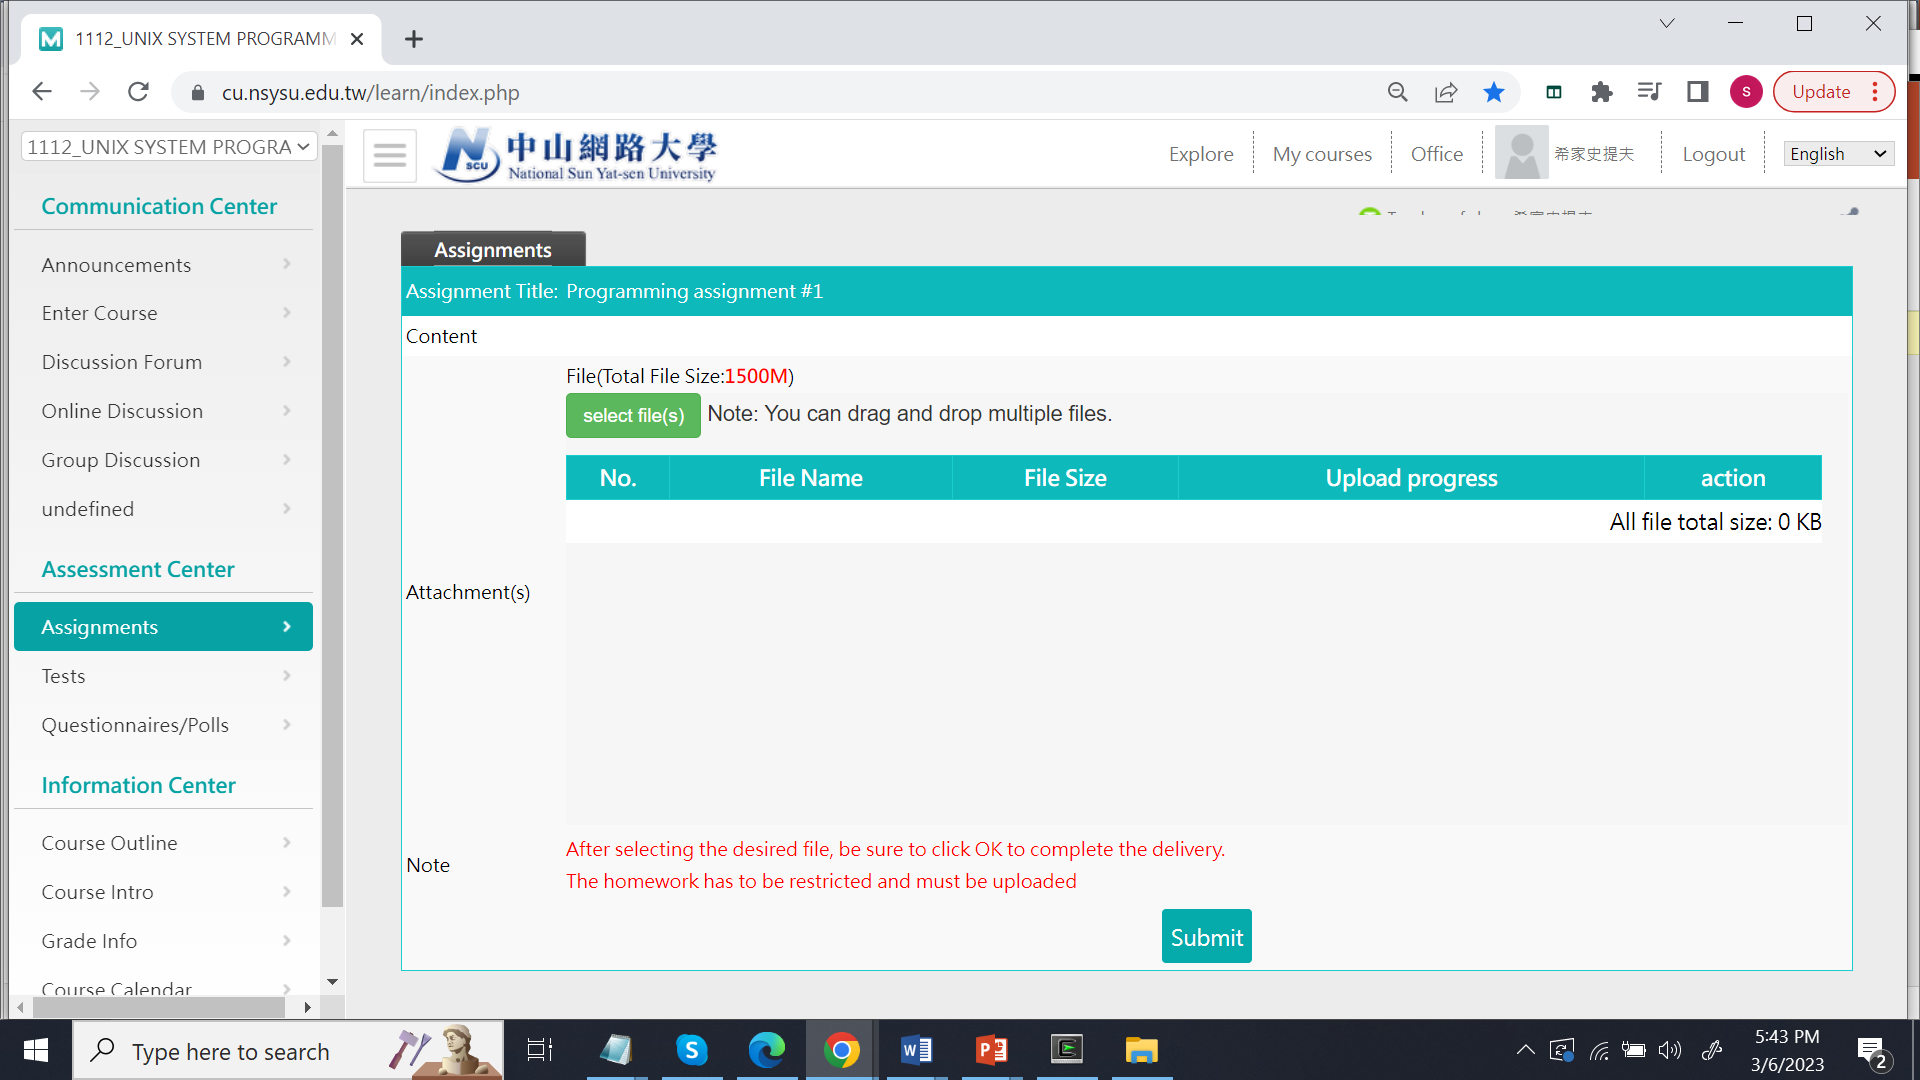 1112_UNIX SYSTEM PROGRAMM
cu.nsysu.edu.tw/learn/index.php
S
Update
1112_UNIX SYSTEM PROGRA
Communication Center
Announcements
Enter Course
Discussion Forum
Online Discussion
Group Discussion
undefined
Assessment Center
Assignments
Tests
Questionnaires/Polls
Information Center
Course Outline
Course Intro
Grade Info
Course Calendar
NSCU
中山網路大學
National Sun Yat-sen University
Explore
My courses
Office
希家史提夫
Logout
English
Assignments
Assignment Title: Programming assignment #1
Content
File(Total File Size:1500M)
select file(s) Note: You can drag and drop multiple files.
No. File Name File Size Upload progress action
All file total size: 0 KB
Attachment(s)
Note
After selecting the desired file, be sure to click OK to complete the delivery.
The homework has to be restricted and must be uploaded
Submit
Type here to search
5:43 PM
3/6/2023
2